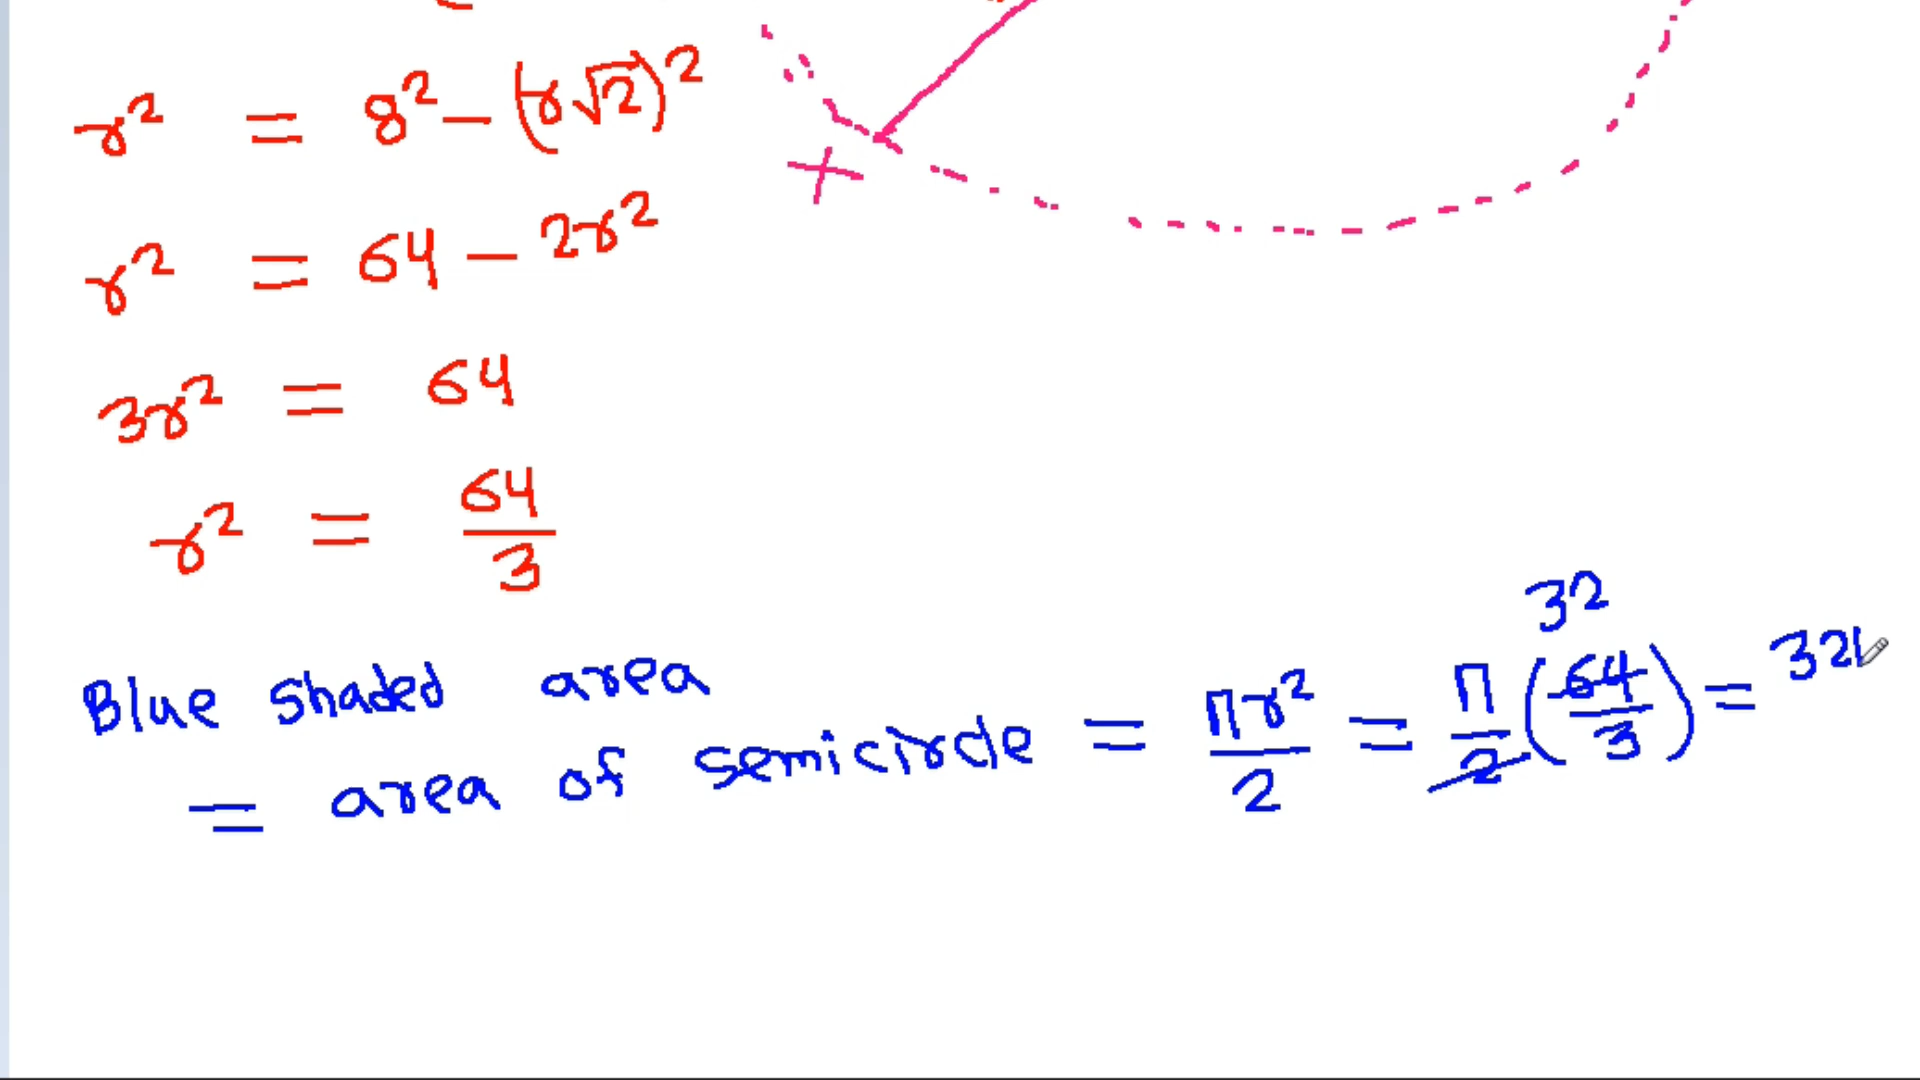 r² = 8² – (r√2)²
r² = 64 – 2r²
3r² = 64
r² = 64/3
Blue shaded area
= area of semicircle = πr²/2 = π/2 (64/3) = 32
32
X